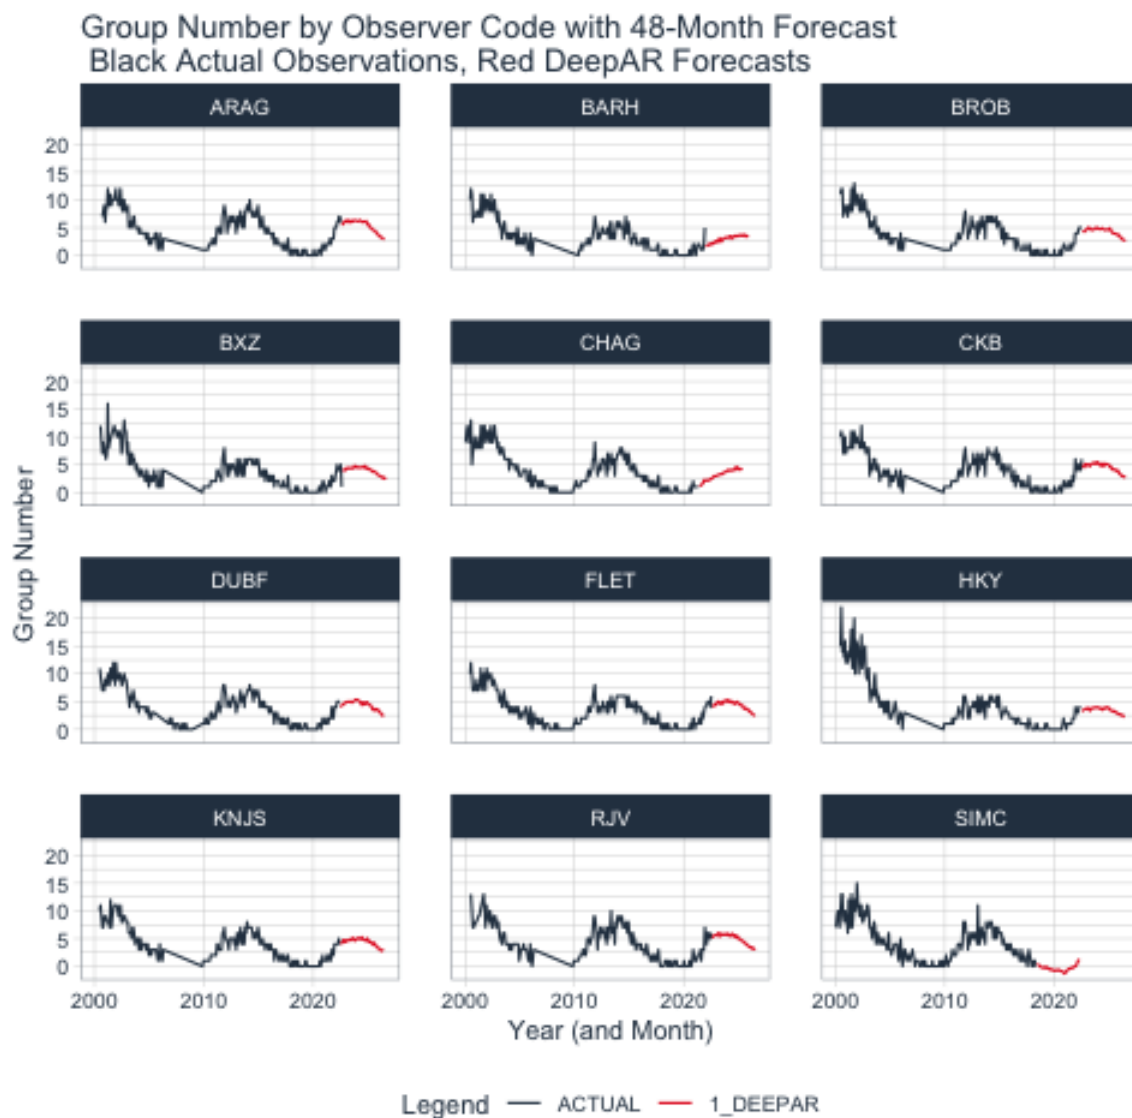 Group Number by Observer Code with 48-Month Forecast
Black Actual Observations, Red DeepAR Forecasts
ARAG BARH BROB
20
15
10
5
0
BXZ CHAG CKB
20
15
10
5
0
Group Number
DUBF FLET HKY
20
15
10
5
0
KNJS RJV SIMC
20
15
10
5
0
2000 2010 2020 2000 2010 2020 2000 2010 2020
Year (and Month)
Legend ACTUAL 1_DEEPAR